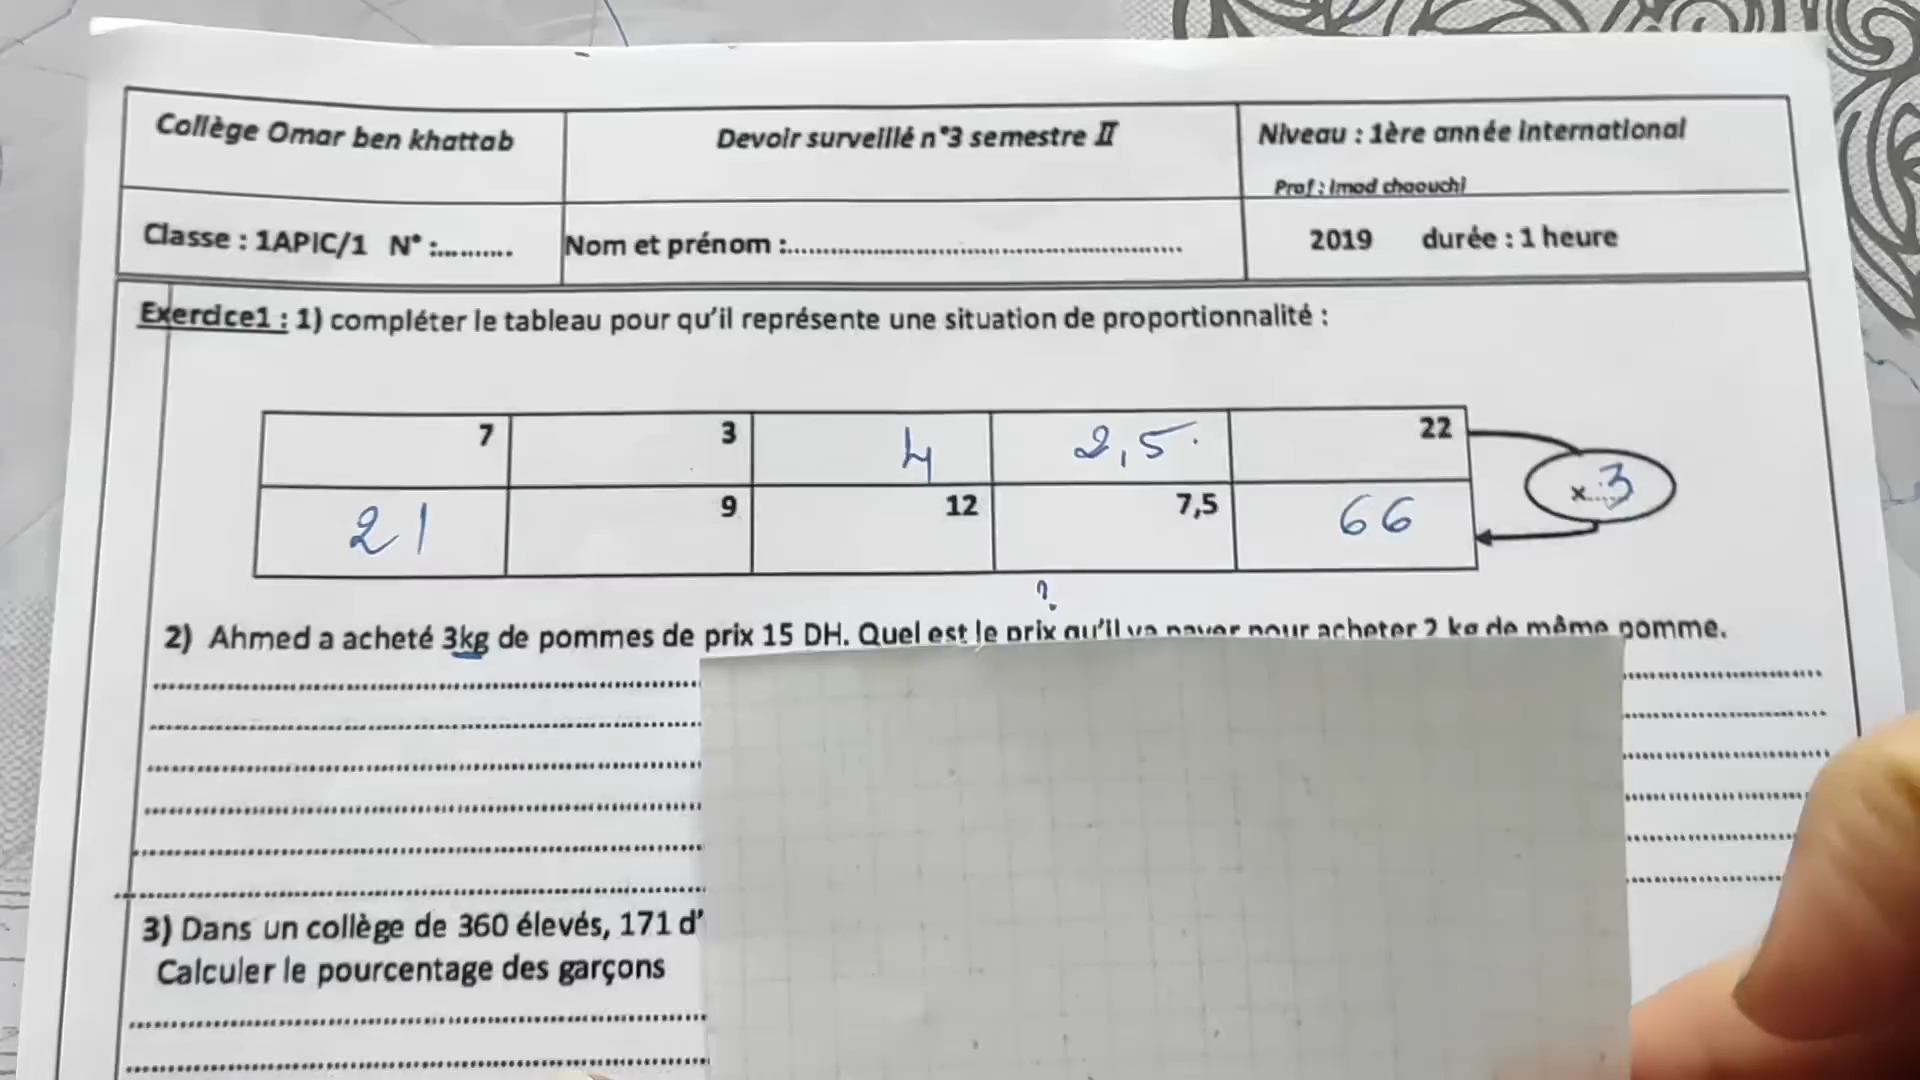 Collège Omar ben khattab
Devoir surveillé n°3 semestre II
Niveau : 1ère année international
Prof : Imad chaouchi
Classe : 1APIC/1 N° :..........
Nom et prénom :......................................................
2019 durée : 1 heure
Exercice1 : 1) compléter le tableau pour qu'il représente une situation de proportionnalité :
7 3 4 2,5 22
x.....3
21 9 12 7,5 66
?
2) Ahmed a acheté 3kg de pommes de prix 15 DH. Quel est le prix qu'il va payer pour acheter 2 kg de même pomme.
3) Dans un collège de 360 élevés, 171 d'
Calculer le pourcentage des garçons